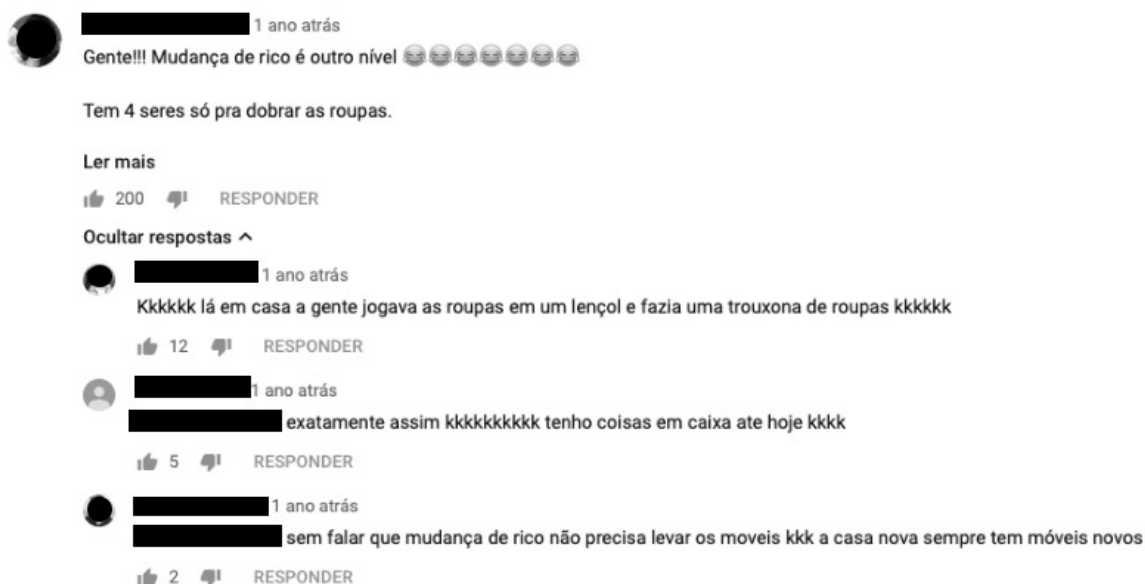 1 ano atrás
Gente!!! Mudança de rico é outro nível 😂😂😂😂😂😂😂
Tem 4 seres só pra dobrar as roupas.
Ler mais
200 RESPONDER
Ocultar respostas
1 ano atrás
Kkkkkk lá em casa a gente jogava as roupas em um lençol e fazia uma trouxona de roupas kkkkkk
12 RESPONDER
1 ano atrás
exatamente assim kkkkkkkkkk tenho coisas em caixa ate hoje kkkk
5 RESPONDER
1 ano atrás
sem falar que mudança de rico não precisa levar os moveis kkk a casa nova sempre tem móveis novos
2 RESPONDER